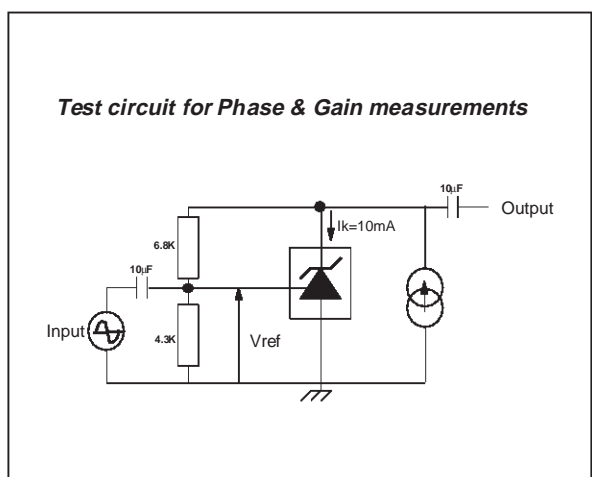 Test circuit for Phase & Gain measurements
10µF
Output
Ik=10mA
6.8K
10µF
Input
4.3K
Vref